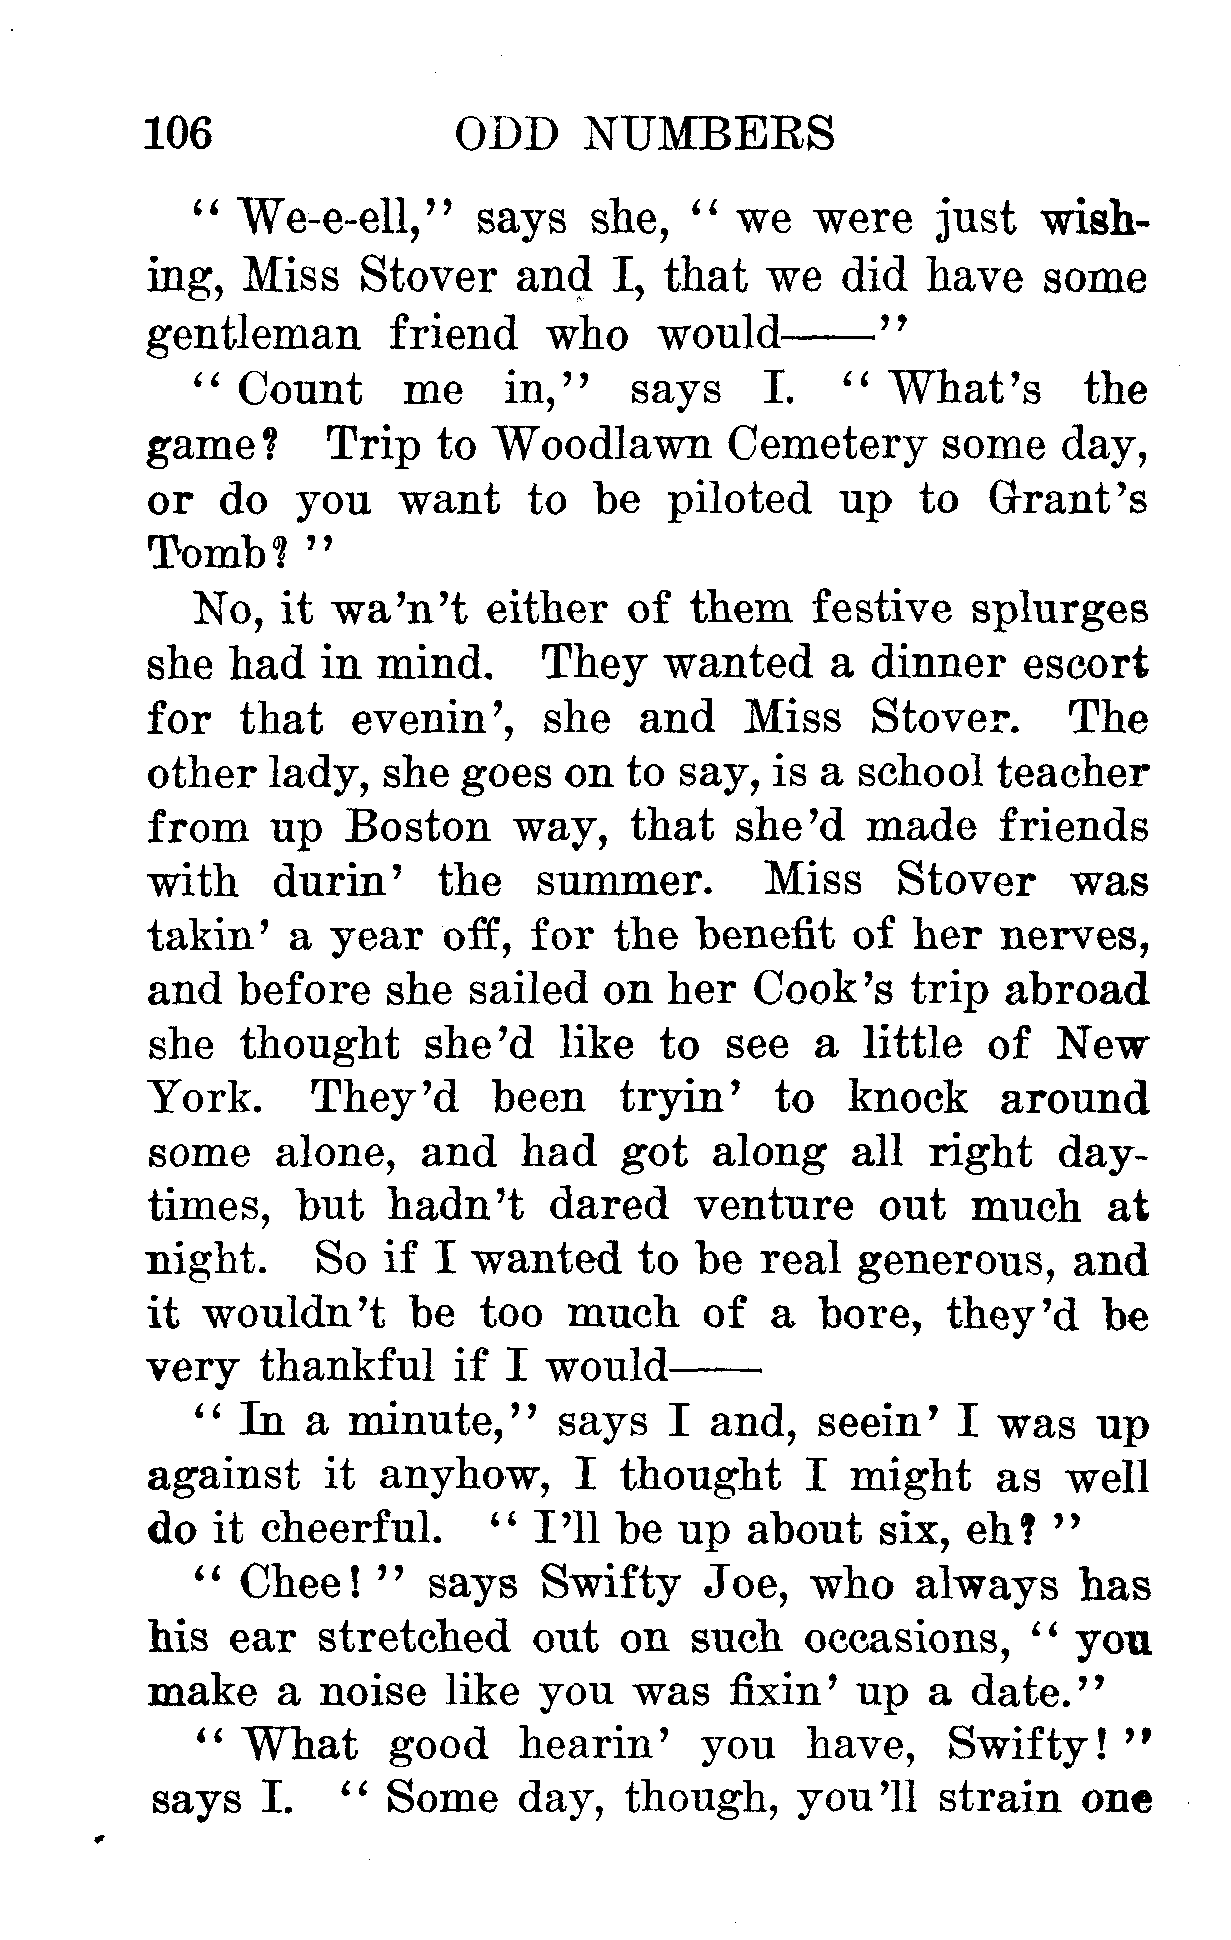 106 ODD NUMBERS
“ We-e-ell,” says she, “ we were just wish-
ing, Miss Stover and I, that we did have some
gentleman friend who would——”
“ Count me in,” says I. “ What’s the
game? Trip to Woodlawn Cemetery some day,
or do you want to be piloted up to Grant’s
Tomb? ”
No, it wa’n’t either of them festive splurges
she had in mind. They wanted a dinner escort
for that evenin’, she and Miss Stover. The
other lady, she goes on to say, is a school teacher
from up Boston way, that she’d made friends
with durin’ the summer. Miss Stover was
takin’ a year off, for the benefit of her nerves,
and before she sailed on her Cook’s trip abroad
she thought she’d like to see a little of New
York. They’d been tryin’ to knock around
some alone, and had got along all right day-
times, but hadn’t dared venture out much at
night. So if I wanted to be real generous, and
it wouldn’t be too much of a bore, they’d be
very thankful if I would——
“ In a minute,” says I and, seein’ I was up
against it anyhow, I thought I might as well
do it cheerful. “ I’ll be up about six, eh? ”
“ Chee! ” says Swifty Joe, who always has
his ear stretched out on such occasions, “ you
make a noise like you was fixin’ up a date.”
“ What good hearin’ you have, Swifty! ”
says I. “ Some day, though, you’ll strain one